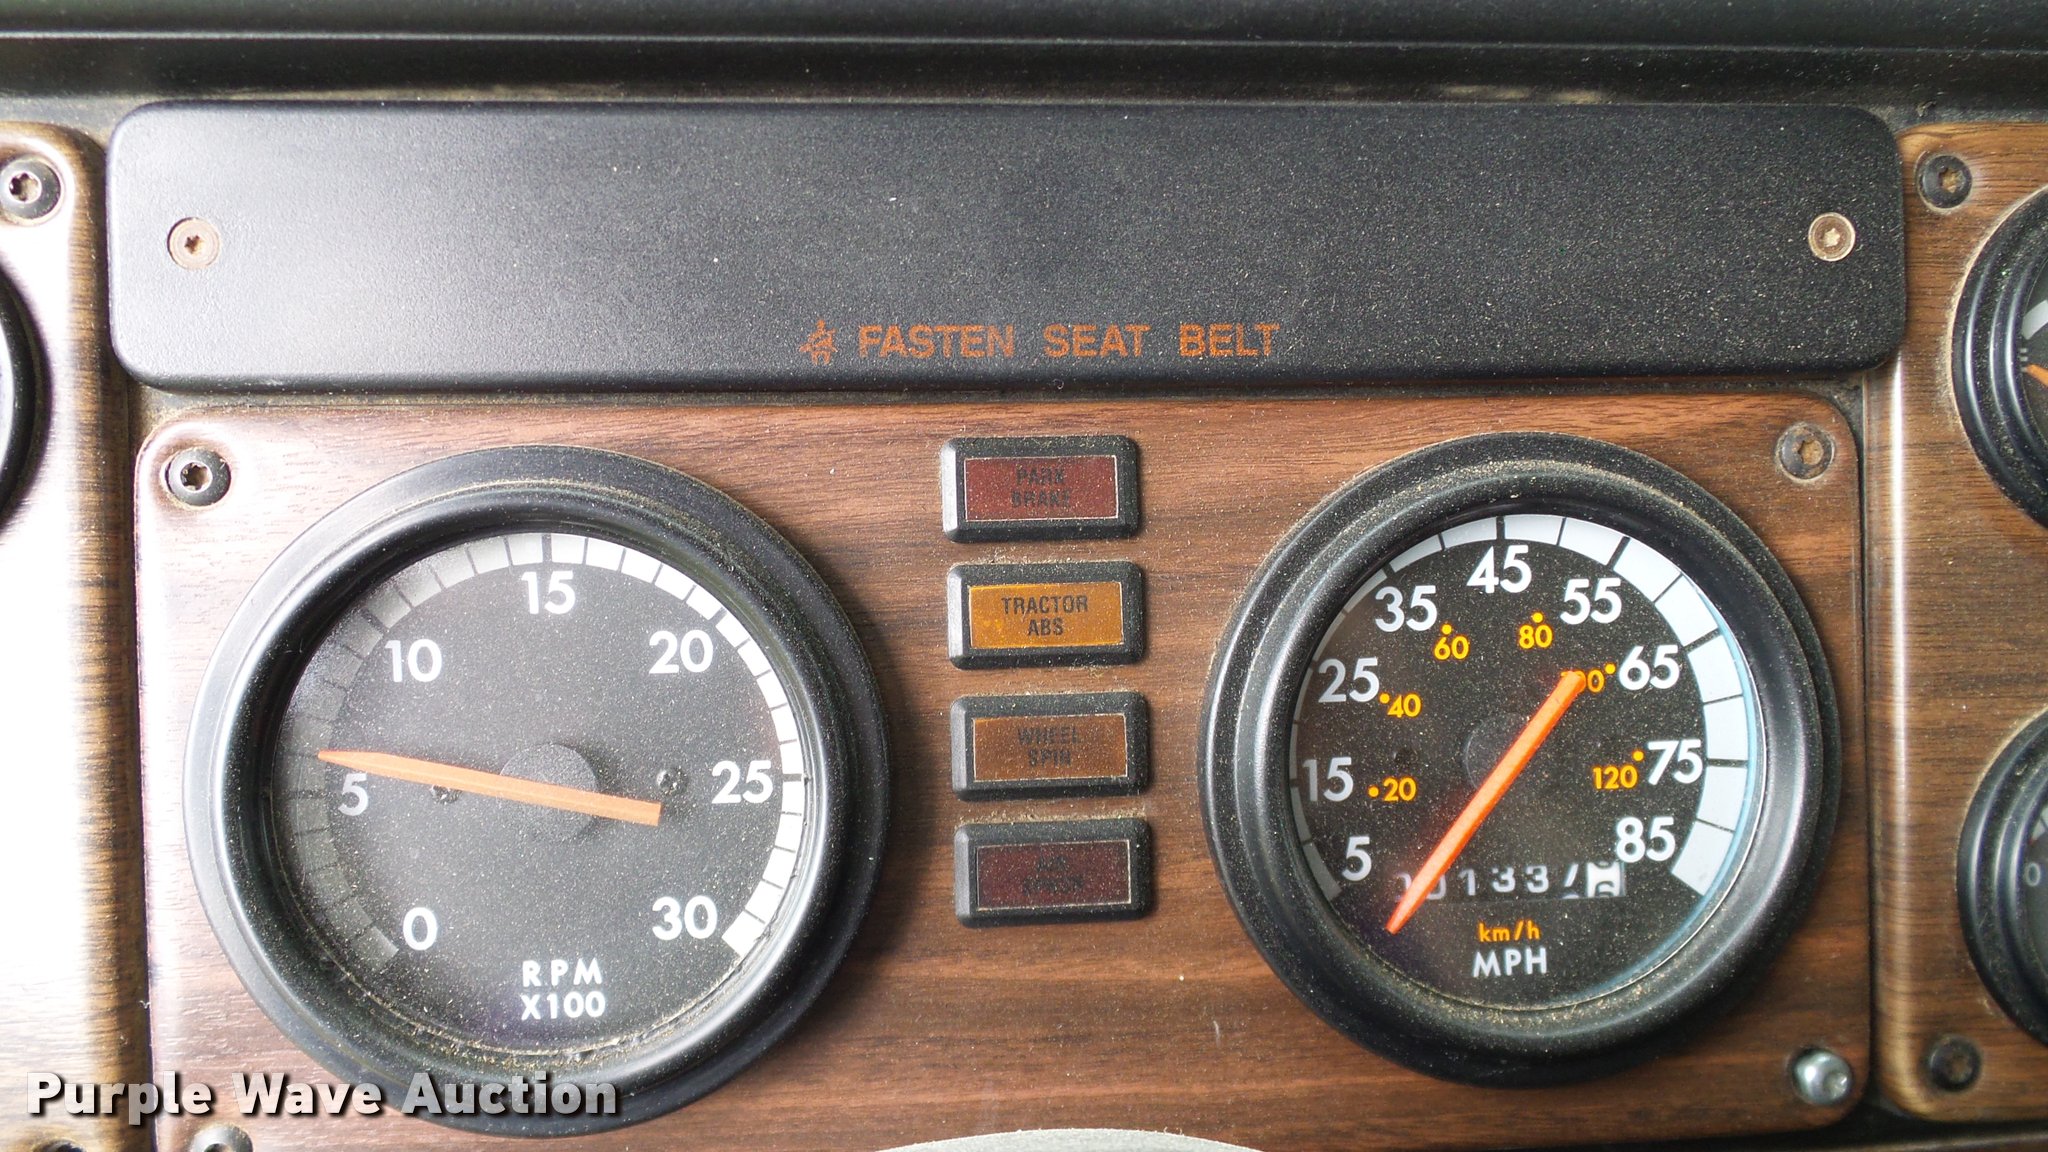 FASTEN SEAT BELT
PARK
BRAKE
TRACTOR
ABS
WHEEL
SPIN
0
5
10
15
20
25
30
RPM
X100
5
15
25
35
45
55
65
75
85
20
40
60
80
100
120
km/h
MPH
Purple Wave Auction